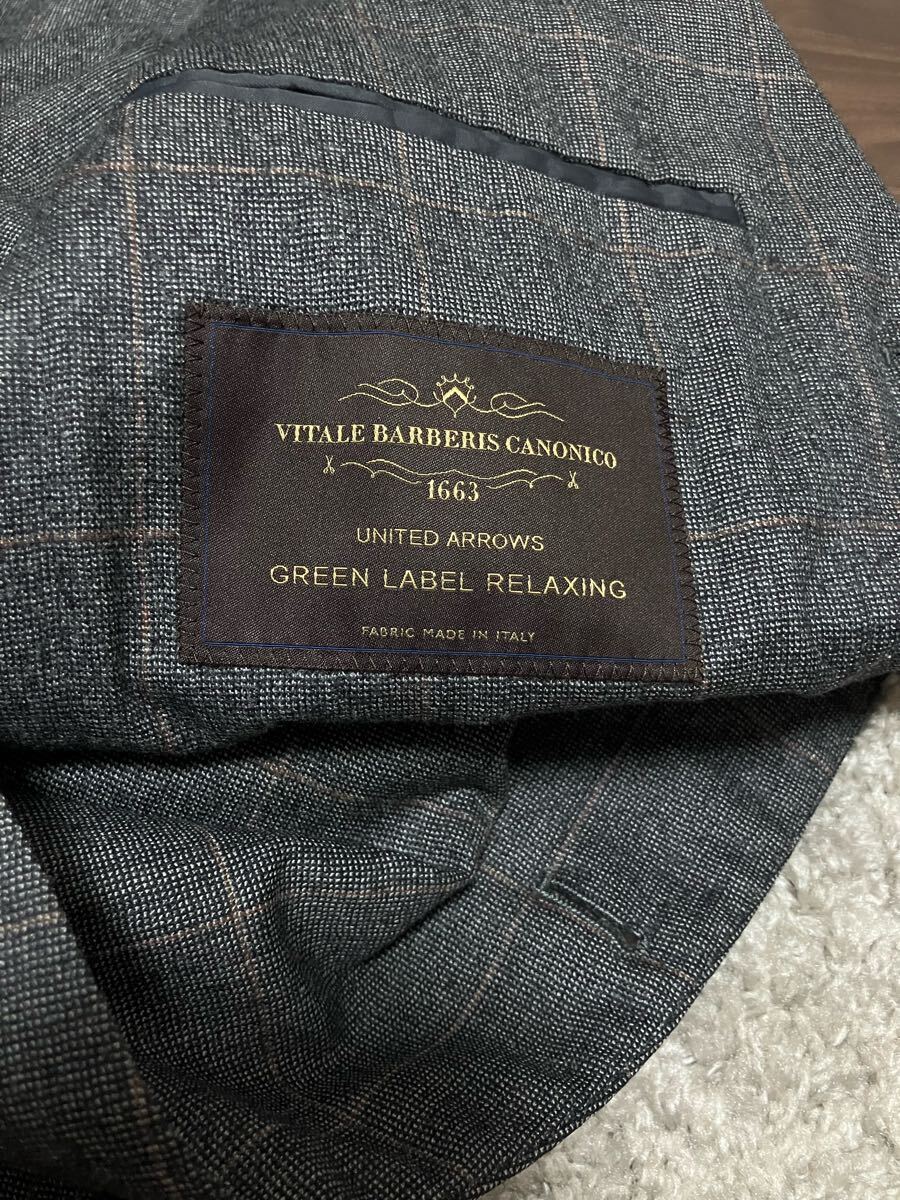 VITALE BARBERIS CANONICO
1663
UNITED ARROWS
GREEN LABEL RELAXING
FABRIC MADE IN ITALY